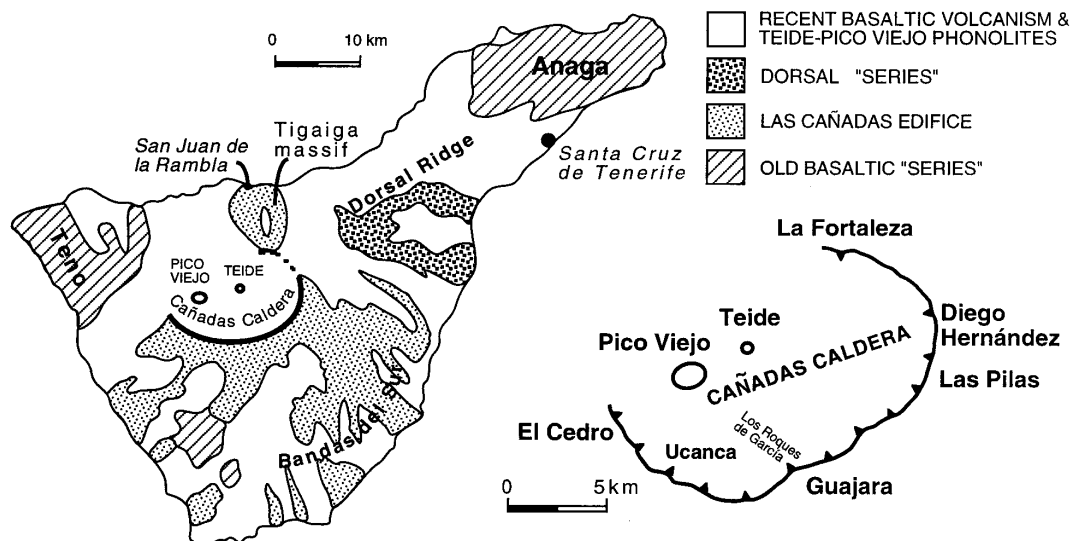 0 10 km
Anaga
San Juan de
la Rambla
Tigaiga
massif
Dorsal Ridge
Santa Cruz
de Tenerife
Teno
PICO
VIEJO
TEIDE
Cañadas Caldera
Bandas del Sur
RECENT BASALTIC VOLCANISM &
TEIDE-PICO VIEJO PHONOLITES
DORSAL "SERIES"
LAS CAÑADAS EDIFICE
OLD BASALTIC "SERIES"
La Fortaleza
Diego
Hernández
Teide
Pico Viejo
CAÑADAS CALDERA
Las Pilas
El Cedro
Los Roques
de García
Ucanca
Guajara
0 5 km